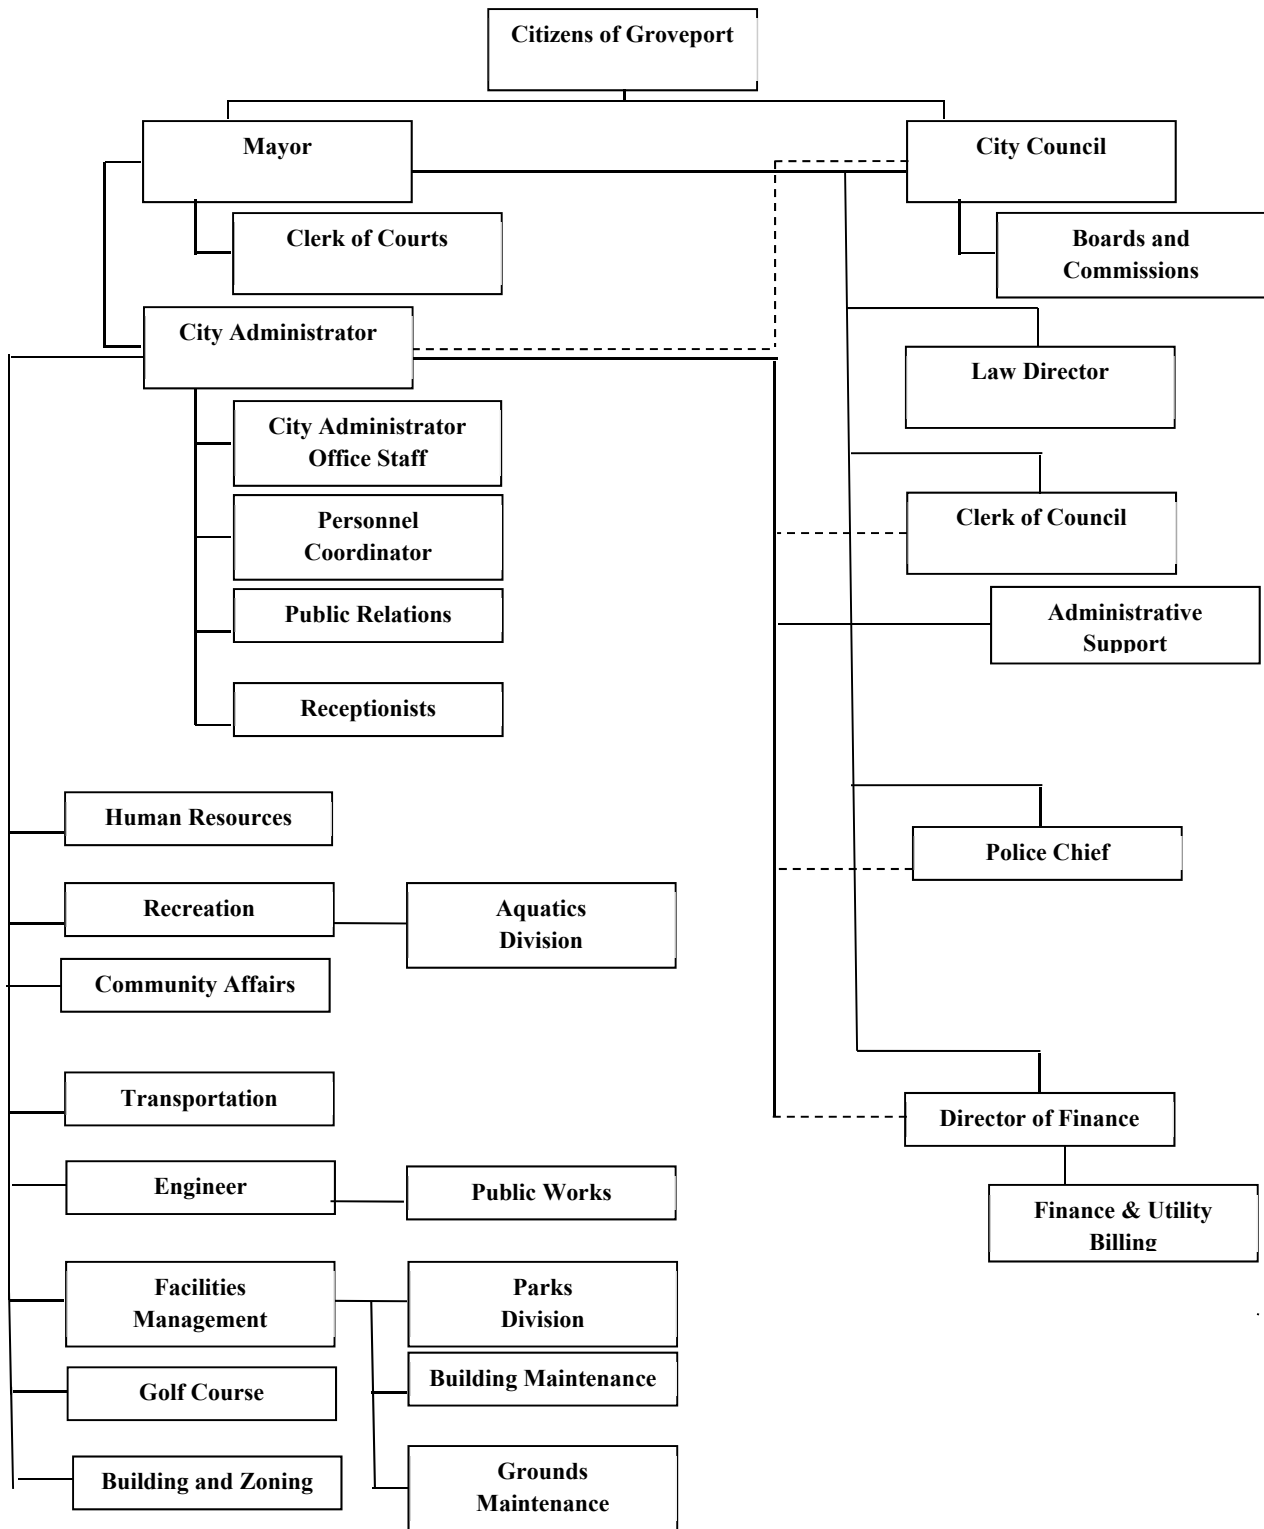 Citizens of Groveport
Mayor
City Council
Clerk of Courts
Boards and
Commissions
City Administrator
Law Director
City Administrator
Office Staff
Clerk of Council
Personnel
Coordinator
Public Relations
Administrative
Support
Receptionists
Human Resources
Police Chief
Recreation
Aquatics
Division
Community Affairs
Transportation
Director of Finance
Engineer
Public Works
Finance & Utility
Billing
Facilities
Management
Parks
Division
Golf Course
Building Maintenance
Building and Zoning
Grounds
Maintenance